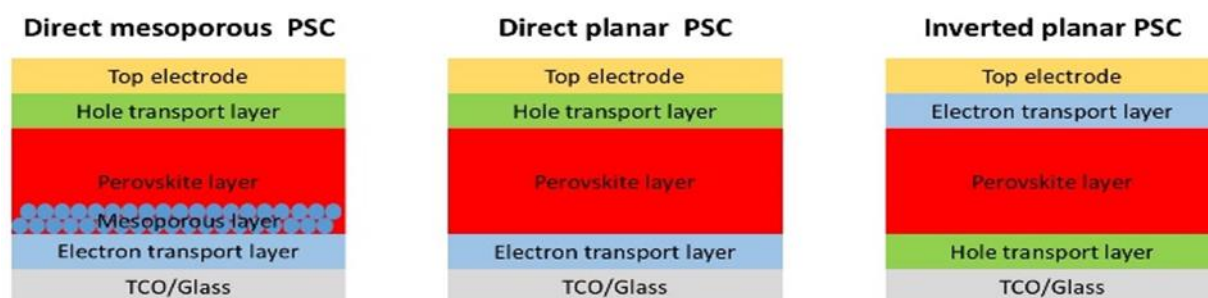 Direct mesoporous PSC
Top electrode
Hole transport layer
Perovskite layer
Mesoporous layer
Electron transport layer
TCO/Glass
Direct planar PSC
Top electrode
Hole transport layer
Perovskite layer
Electron transport layer
TCO/Glass
Inverted planar PSC
Top electrode
Electron transport layer
Perovskite layer
Hole transport layer
TCO/Glass